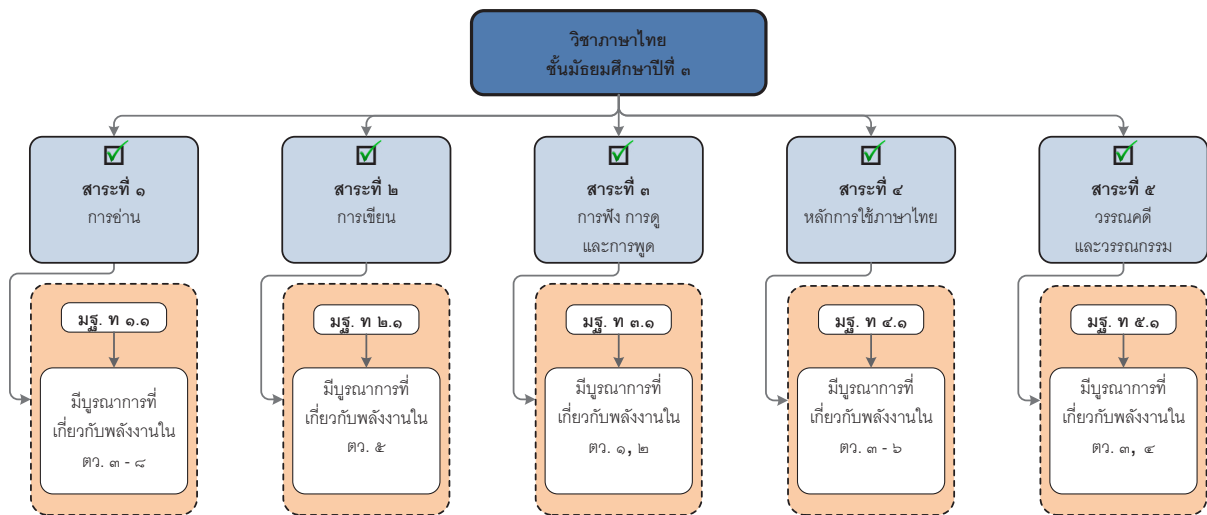 วิชาภาษาไทย
ชั้นมัธยมศึกษาปีที่ ๓
สาระที่ ๑
การอ่าน
สาระที่ ๒
การเขียน
สาระที่ ๓
การฟัง การดู
และการพูด
สาระที่ ๔
หลักการใช้ภาษาไทย
สาระที่ ๕
วรรณคดี
และวรรณกรรม
มฐ. ท ๑.๑
มีบูรณาการที่
เกี่ยวกับพลังงานใน
ตว. ๓ - ๘
มฐ. ท ๒.๑
มีบูรณาการที่
เกี่ยวกับพลังงานใน
ตว. ๕
มฐ. ท ๓.๑
มีบูรณาการที่
เกี่ยวกับพลังงานใน
ตว. ๑, ๒
มฐ. ท ๔.๑
มีบูรณาการที่
เกี่ยวกับพลังงานใน
ตว. ๓ - ๖
มฐ. ท ๕.๑
มีบูรณาการที่
เกี่ยวกับพลังงานใน
ตว. ๓, ๔